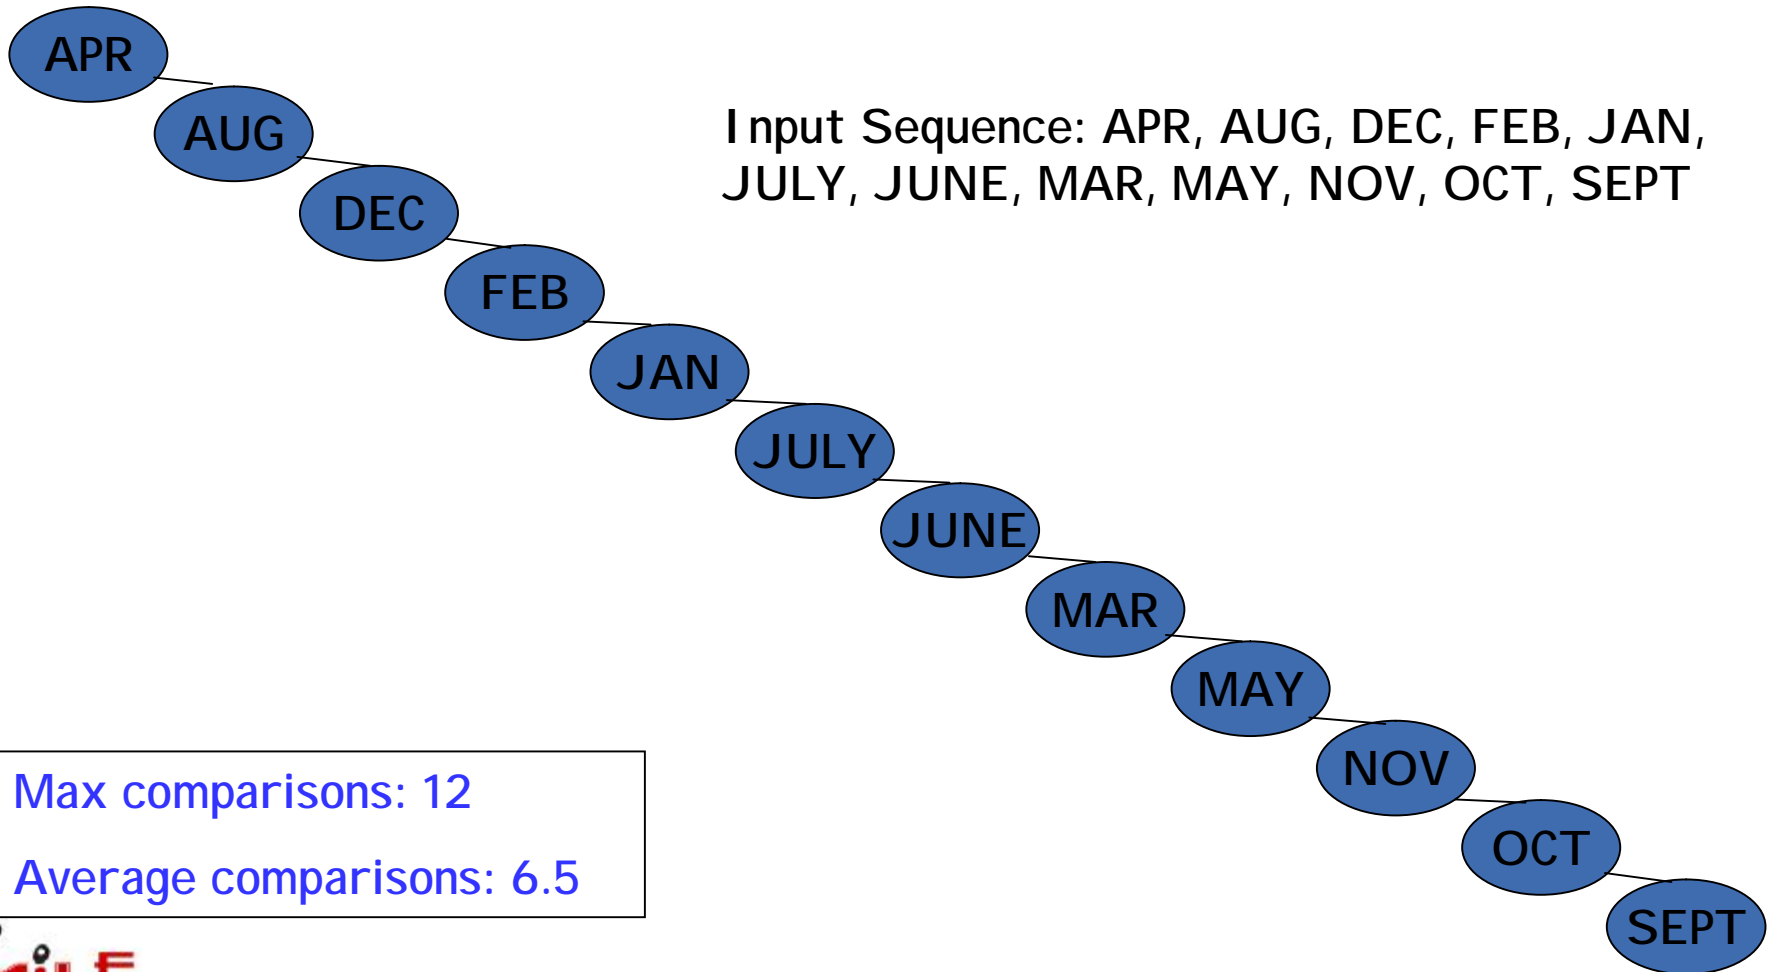 APR
AUG
Input Sequence: APR, AUG, DEC, FEB, JAN,
JULY, JUNE, MAR, MAY, NOV, OCT, SEPT
DEC
FEB
JAN
JULY
JUNE
MAR
MAY
NOV
Max comparisons: 12
OCT
Average comparisons: 6.5
SEPT